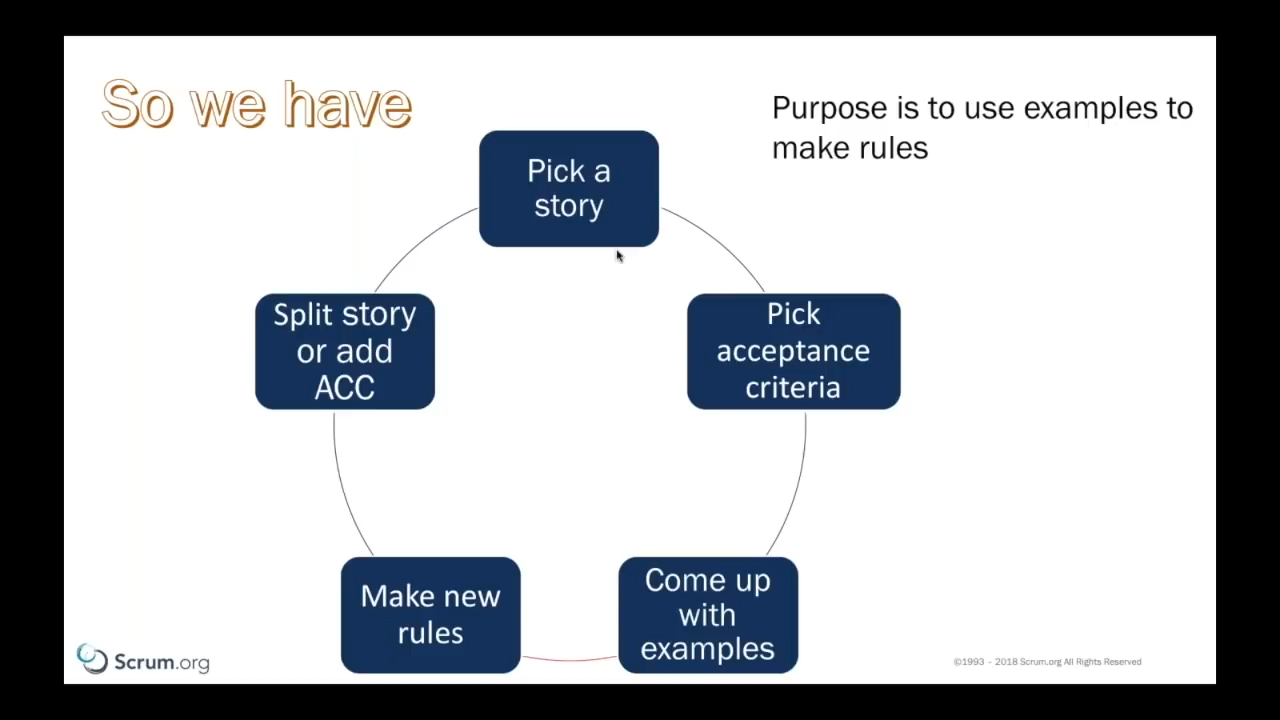 So we have
Purpose is to use examples to
make rules
Pick a
story
Pick
acceptance
criteria
Come up
with
examples
Make new
rules
Split story
or add
ACC
Scrum.org
©1993 - 2018 Scrum.org All Rights Reserved